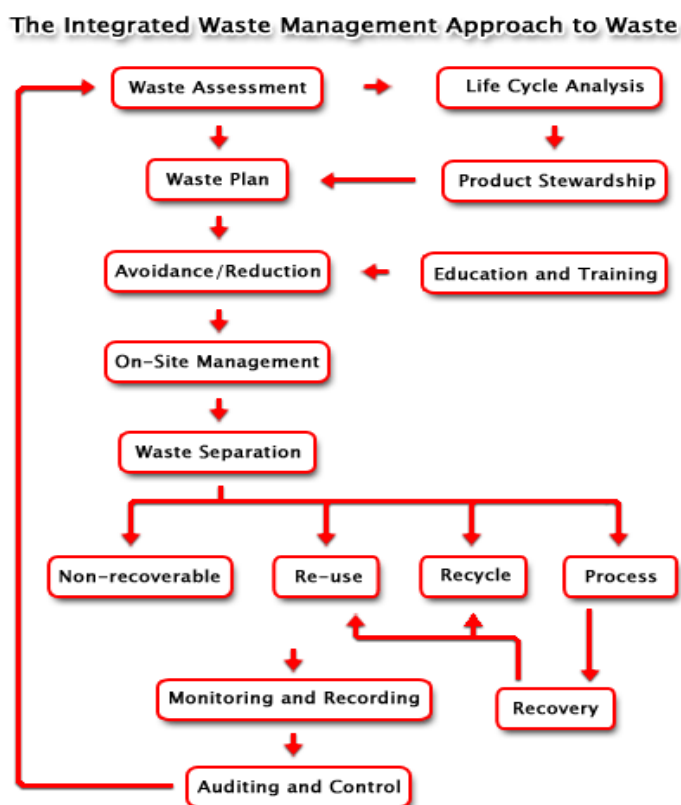 The Integrated Waste Management Approach to Waste
Waste Assessment
Life Cycle Analysis
Waste Plan
Product Stewardship
Avoidance/Reduction
Education and Training
On-Site Management
Waste Separation
Non-recoverable
Re-use
Recycle
Process
Monitoring and Recording
Recovery
Auditing and Control